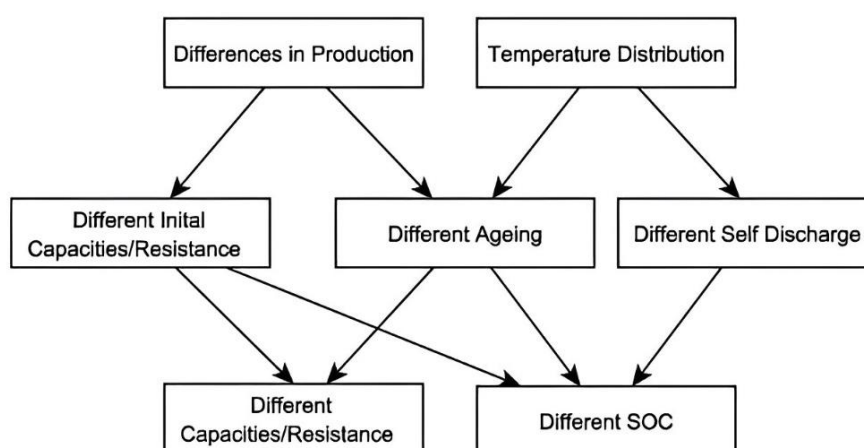 Differences in Production
Temperature Distribution
Different Inital
Capacities/Resistance
Different Ageing
Different Self Discharge
Different
Capacities/Resistance
Different SOC